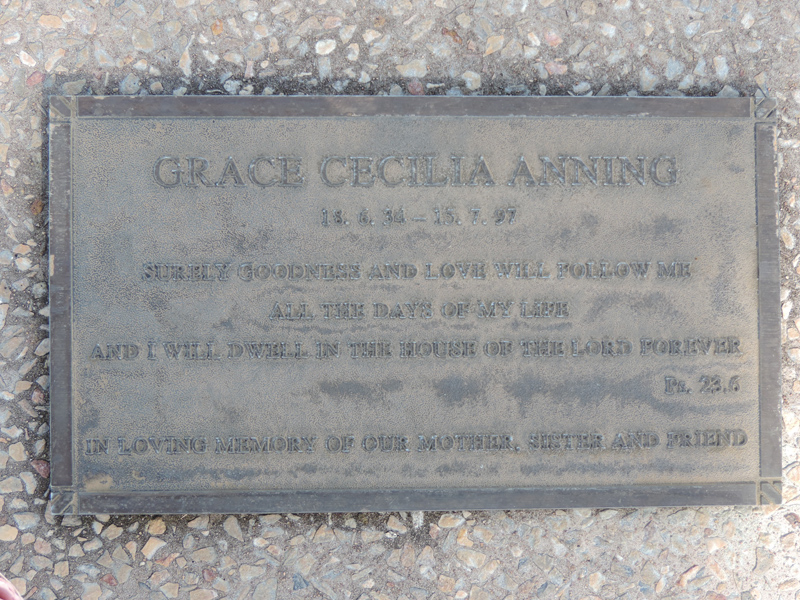 GRACE CECILIA ANNING
18. 6. 34 – 15. 7. 97
SURELY GOODNESS AND LOVE WILL FOLLOW ME
ALL THE DAYS OF MY LIFE
AND I WILL DWELL IN THE HOUSE OF THE LORD FOREVER
Ps. 23.6
IN LOVING MEMORY OF OUR MOTHER, SISTER AND FRIEND